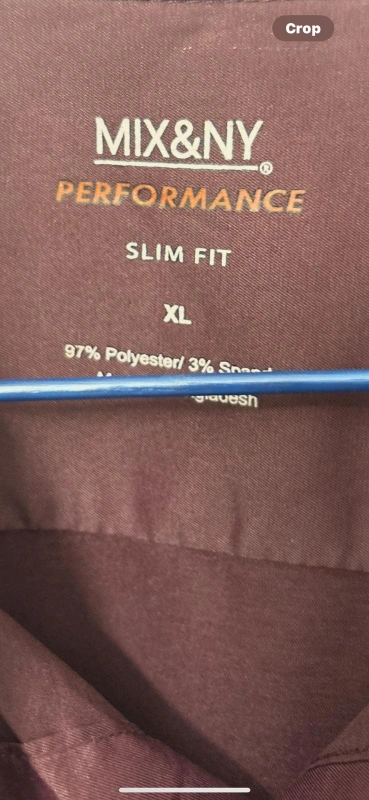 Crop
MIX&NY®
PERFORMANCE
SLIM FIT
XL
97% Polyester/ 3%